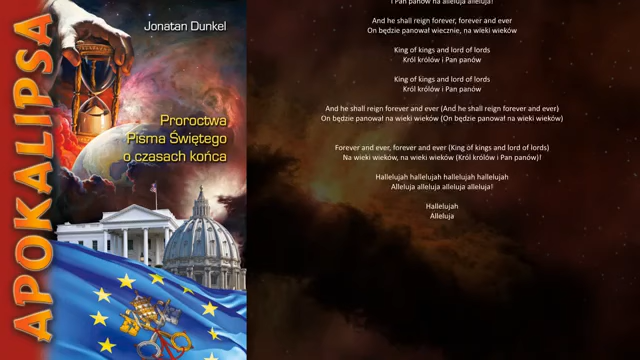 Jonatan Dunkel
APOKALIPSA
Proroctwa
Pisma Świętego
o czasach końca
I Pan panów na alleluja alleluja!
And he shall reign forever, forever and ever
On będzie panował wiecznie, na wieki wieków
King of kings and lord of lords
Król królów i Pan panów
King of kings and lord of lords
Król królów i Pan panów
And he shall reign forever and ever (And he shall reign forever and ever)
On będzie panował na wieki wieków (On będzie panował na wieki wieków)
Forever and ever, forever and ever (King of kings and lord of lords)
Na wieki wieków, na wieki wieków (Król królów i Pan panów)!
Hallelujah hallelujah hallelujah hallelujah
Alleluja alleluja alleluja alleluja!
Hallelujah
Alleluja